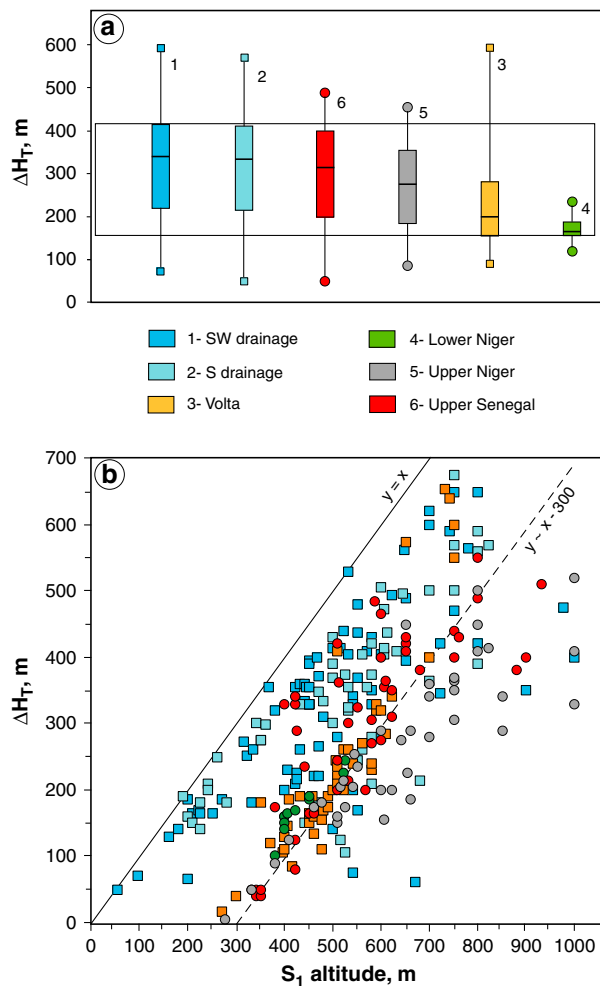 a
600
500
400
300
200
100
0
ΔH_T, m
1
2
6
5
3
4
1- SW drainage
2- S drainage
3- Volta
4- Lower Niger
5- Upper Niger
6- Upper Senegal
b
700
600
500
400
300
200
100
0
ΔH_T, m
y = x
y ~ x - 300
0
100
200
300
400
500
600
700
800
900
1000
S₁ altitude, m